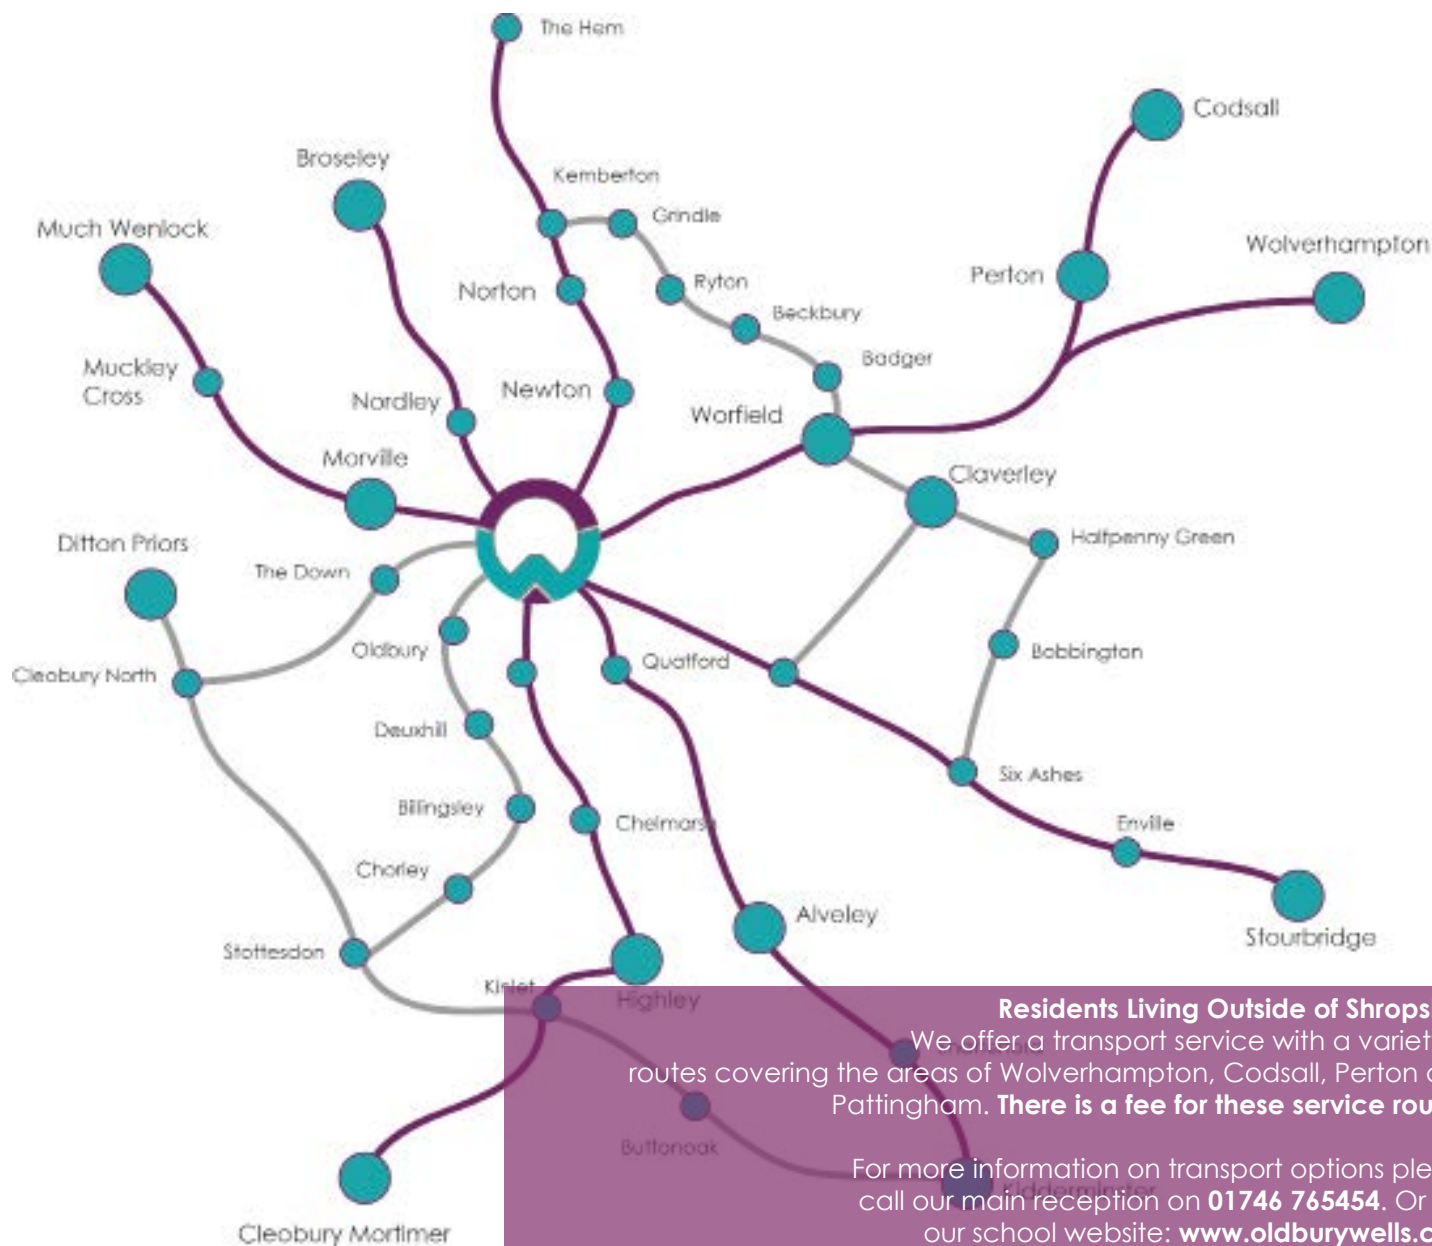 The Hem
Codsall
Broseley
Kemberton
Grindle
Much Wenlock
Wolverhampton
Perton
Norton
Ryton
Beckbury
Badger
Muckley
Cross
Nordley
Newton
Worfield
Morville
Claverley
Ditton Priors
Halfpenny Green
The Down
Oldbury
Quatford
Bobbington
Cleobury North
Deuxhill
Six Ashes
Billingsley
Chelmarsh
Enville
Chorley
Alveley
Stourbridge
Stottesdon
Kinlet
Highley
Residents Living Outside of Shrops
We offer a transport service with a variet
routes covering the areas of Wolverhampton, Codsall, Perton
Pattingham. There is a fee for these service rou
Buttonoak
For more information on transport options ple
Kidderminster
call our main reception on 01746 765454. Or
our school website: www.oldburywells.c
Cleobury Mortimer